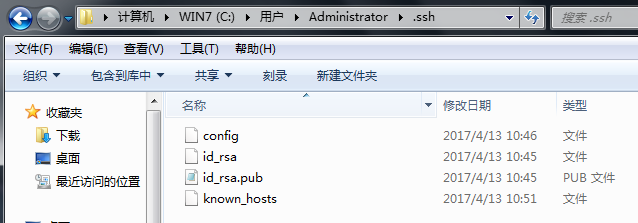 计算机 WIN7 (C:) 用户 Administrator .ssh 搜索 .ssh
文件(F) 编辑(E) 查看(V) 工具(T) 帮助(H)
组织 包含到库中 共享 刻录 新建文件夹
收藏夹
下载
桌面
最近访问的位置
名称 修改日期 类型
config 2017/4/13 10:46 文件
id_rsa 2017/4/13 10:45 文件
id_rsa.pub 2017/4/13 10:45 PUB 文件
known_hosts 2017/4/13 10:51 文件